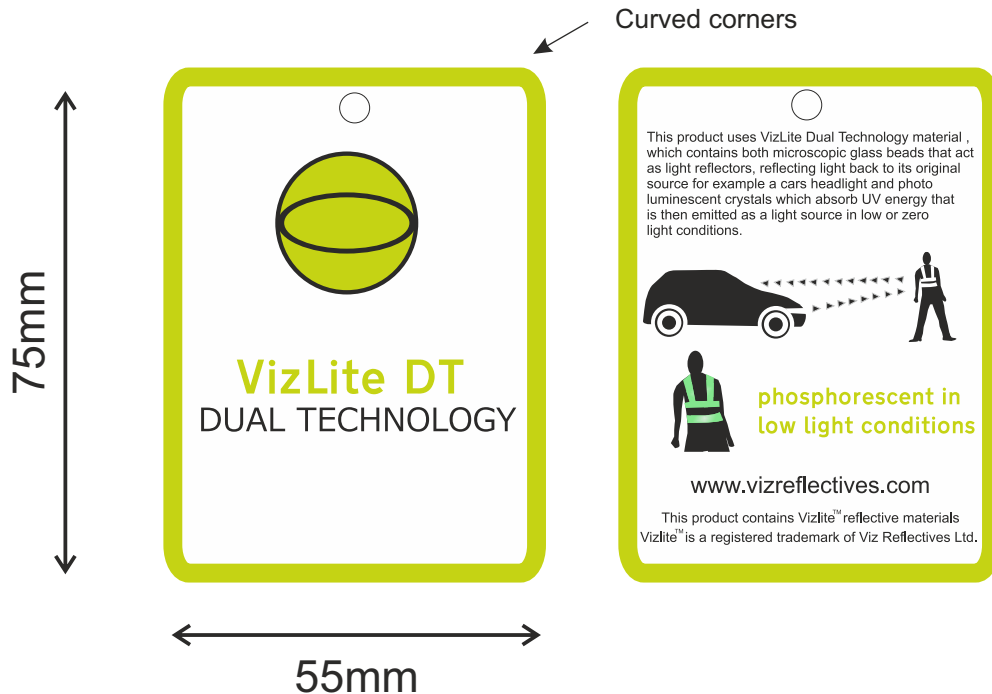 Curved corners
75mm
VizLite DT
DUAL TECHNOLOGY
55mm
This product uses VizLite Dual Technology material ,
which contains both microscopic glass beads that act
as light reflectors, reflecting light back to its original
source for example a cars headlight and photo
luminescent crystals which absorb UV energy that
is then emitted as a light source in low or zero
light conditions.
phosphorescent in
low light conditions
www.vizreflectives.com
This product contains Vizlite™ reflective materials
Vizlite™ is a registered trademark of Viz Reflectives Ltd.